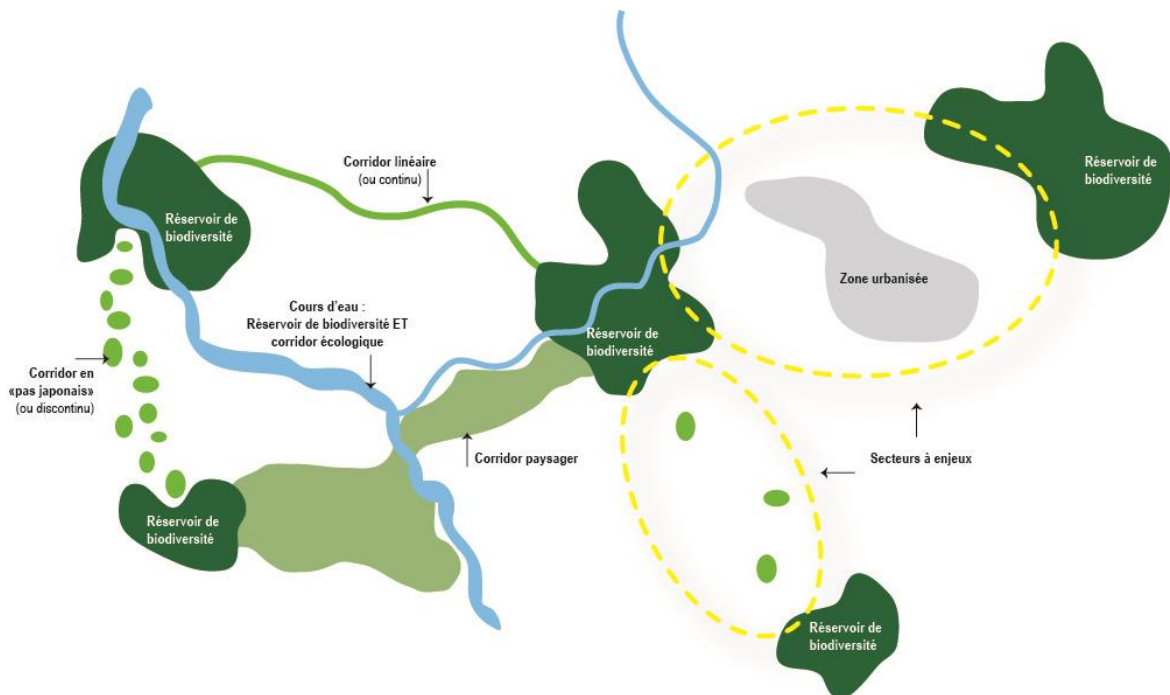 Réservoir de
biodiversité
Corridor linéaire
(ou continu)
Réservoir de
biodiversité
Zone urbanisée
Cours d'eau :
Réservoir de biodiversité ET
corridor écologique
Réservoir de
biodiversité
Corridor en
«pas japonais»
(ou discontinu)
Corridor paysager
Secteurs à enjeux
Réservoir de
biodiversité
Réservoir de
biodiversité